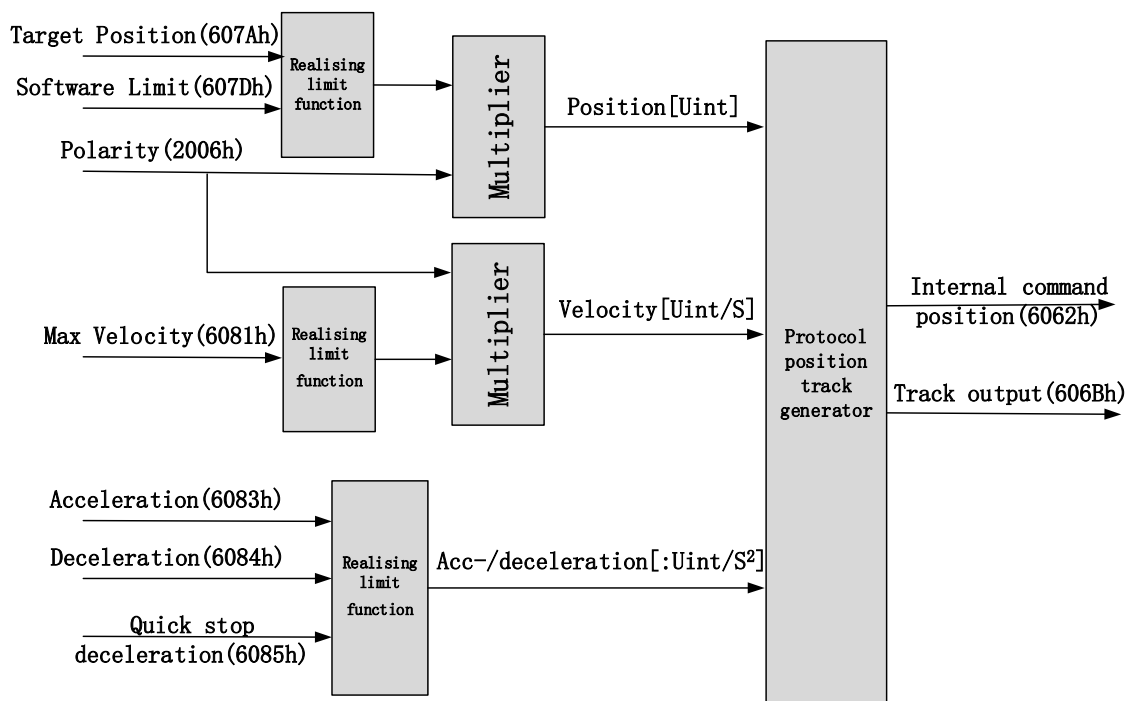 Target Position(607Ah)
Software Limit(607Dh)
Realising
limit
function
Polarity(2006h)
Multiplier
Position[Uint]
Max Velocity(6081h)
Realising
limit
function
Multiplier
Velocity[Uint/S]
Acceleration(6083h)
Deceleration(6084h)
Quick stop
deceleration(6085h)
Realising
limit
function
Acc-/deceleration[:Uint/S²]
Protocol
position
track
generator
Internal command
position(6062h)
Track output(606Bh)